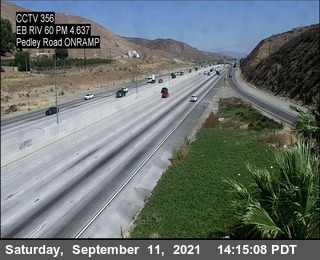 CCTV 356
EB RIV 60 PM 4.637
Pedley Road ONRAMP
Saturday, September 11, 2021 14:15:08 PDT